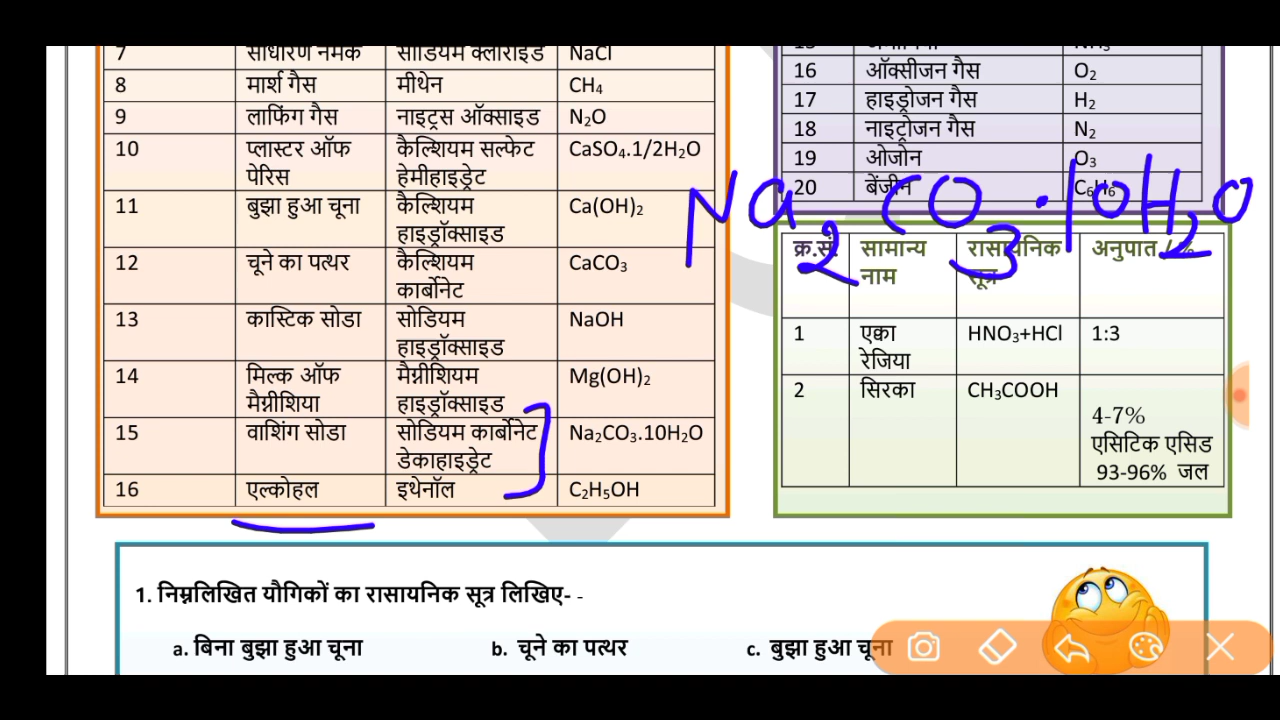 7 साधारण नमक सोडियम क्लोराइड NaCl
8 मार्श गैस मीथेन CH₄
9 लाफिंग गैस नाइट्रस ऑक्साइड N₂O
10 प्लास्टर ऑफ पेरिस कैल्शियम सल्फेट हेमीहाइड्रेट CaSO₄.1/2H₂O
11 बुझा हुआ चूना कैल्शियम हाइड्रॉक्साइड Ca(OH)₂
12 चूने का पत्थर कैल्शियम कार्बोनेट CaCO₃
13 कास्टिक सोडा सोडियम हाइड्रॉक्साइड NaOH
14 मिल्क ऑफ मैग्नीशिया मैग्नीशियम हाइड्रॉक्साइड Mg(OH)₂
15 वाशिंग सोडा सोडियम कार्बोनेट डेकाहाइड्रेट Na₂CO₃.10H₂O
16 एल्कोहल इथेनॉल C₂H₅OH
16 ऑक्सीजन गैस O₂
17 हाइड्रोजन गैस H₂
18 नाइट्रोजन गैस N₂
19 ओजोन O₃
20 बेंजीन C₆H₆
Na₂CO₃·10H₂O
क्र.सं. सामान्य नाम रासायनिक सूत्र अनुपात / %
1 एक्वा रेजिया HNO₃+HCl 1:3
2 सिरका CH₃COOH 4-7%
एसिटिक एसिड
93-96% जल
1. निम्नलिखित यौगिकों का रासायनिक सूत्र लिखिए- -
a. बिना बुझा हुआ चूना b. चूने का पत्थर c. बुझा हुआ चूना